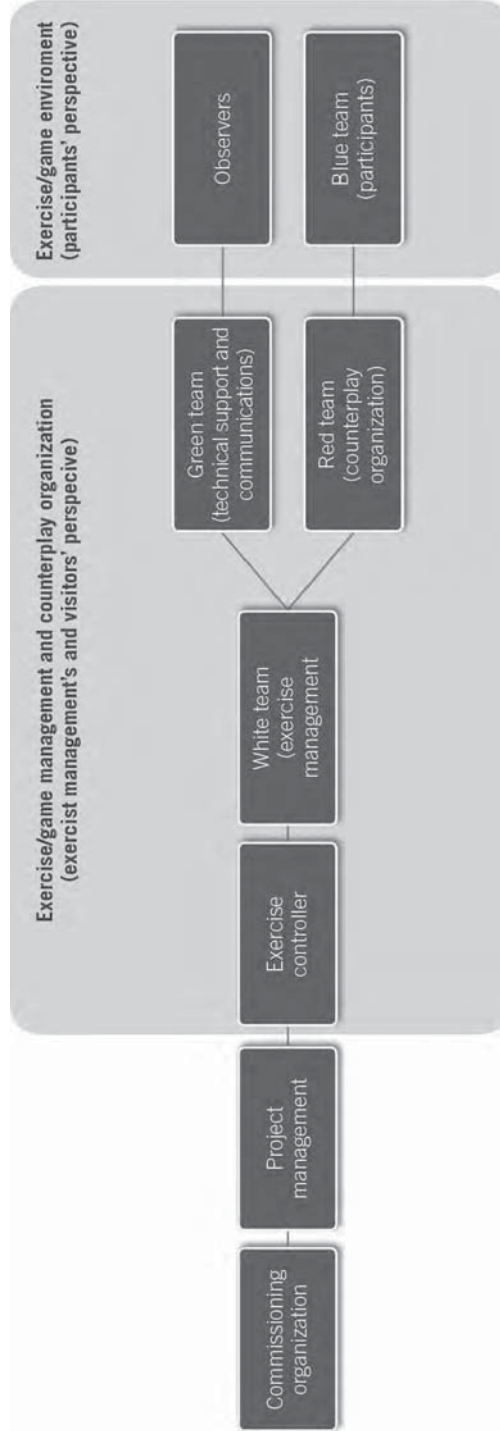 Commissioning
organization
Project
management
Exercise/game management and counterplay organization
(exercist management's and visitors' perspecive)
Exercise
controller
White team
(exercise
management)
Green team
(technical support and
communications)
Red team
(counterplay
organization)
Exercise/game enviroment
(participants' perspective)
Observers
Blue team
(participants)